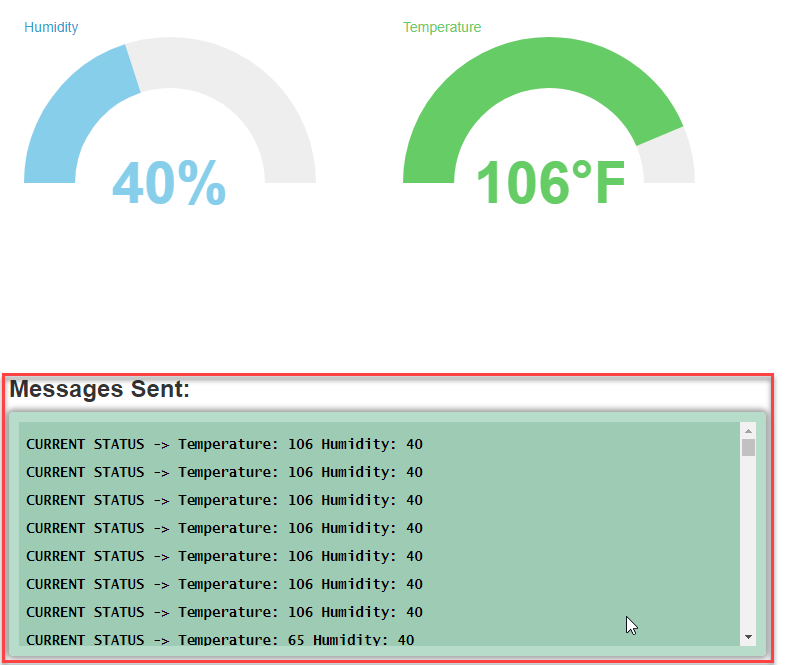 Humidity
Temperature
40%
106°F
Messages Sent:
CURRENT STATUS -> Temperature: 106 Humidity: 40
CURRENT STATUS -> Temperature: 106 Humidity: 40
CURRENT STATUS -> Temperature: 106 Humidity: 40
CURRENT STATUS -> Temperature: 106 Humidity: 40
CURRENT STATUS -> Temperature: 106 Humidity: 40
CURRENT STATUS -> Temperature: 106 Humidity: 40
CURRENT STATUS -> Temperature: 106 Humidity: 40
CURRENT STATUS -> Temperature: 65 Humidity: 40